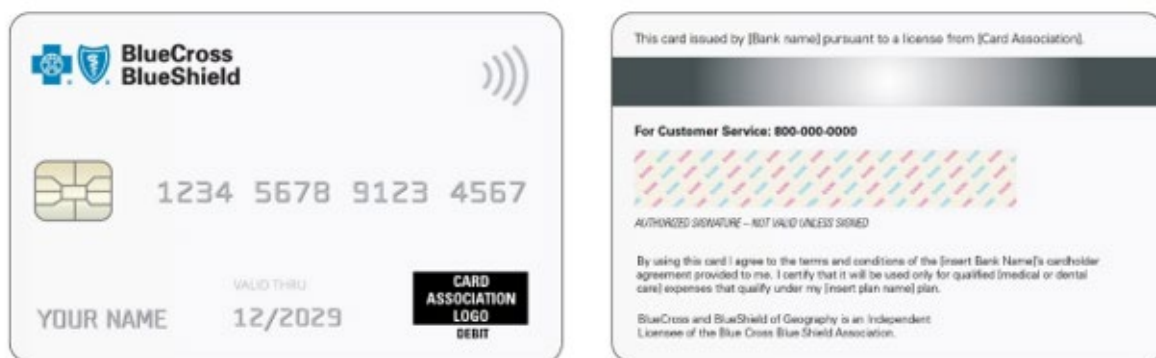 BlueCross
BlueShield
1234 5678 9123 4567
VALID THRU
YOUR NAME
12/2029
CARD
ASSOCIATION
LOGO
DEBIT
This card issued by [Bank name] pursuant to a license from [Card Association].
For Customer Service: 800-000-0000
AUTHORIZED SIGNATURE – NOT VALID UNLESS SIGNED
By using this card I agree to the terms and conditions of the [insert Bank Name]'s cardholder
agreement provided to me. I certify that it will be used only for qualified [medical or dental
care] expenses that qualify under my [insert plan name] plan.
BlueCross and BlueShield of Geography is an Independent
Licensee of the Blue Cross Blue Shield Association.